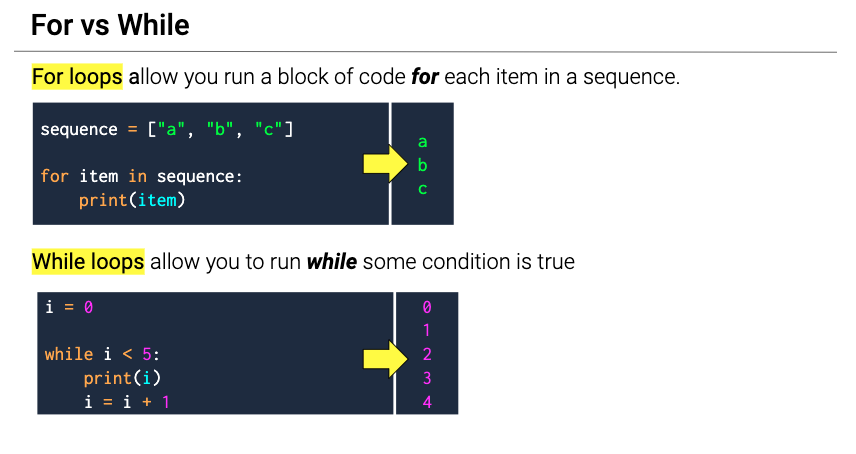 For vs While
For loops allow you run a block of code for each item in a sequence.
sequence = ["a", "b", "c"]
for item in sequence:
    print(item)
a
b
c
While loops allow you to run while some condition is true
i = 0
while i < 5:
    print(i)
    i = i + 1
0
1
2
3
4